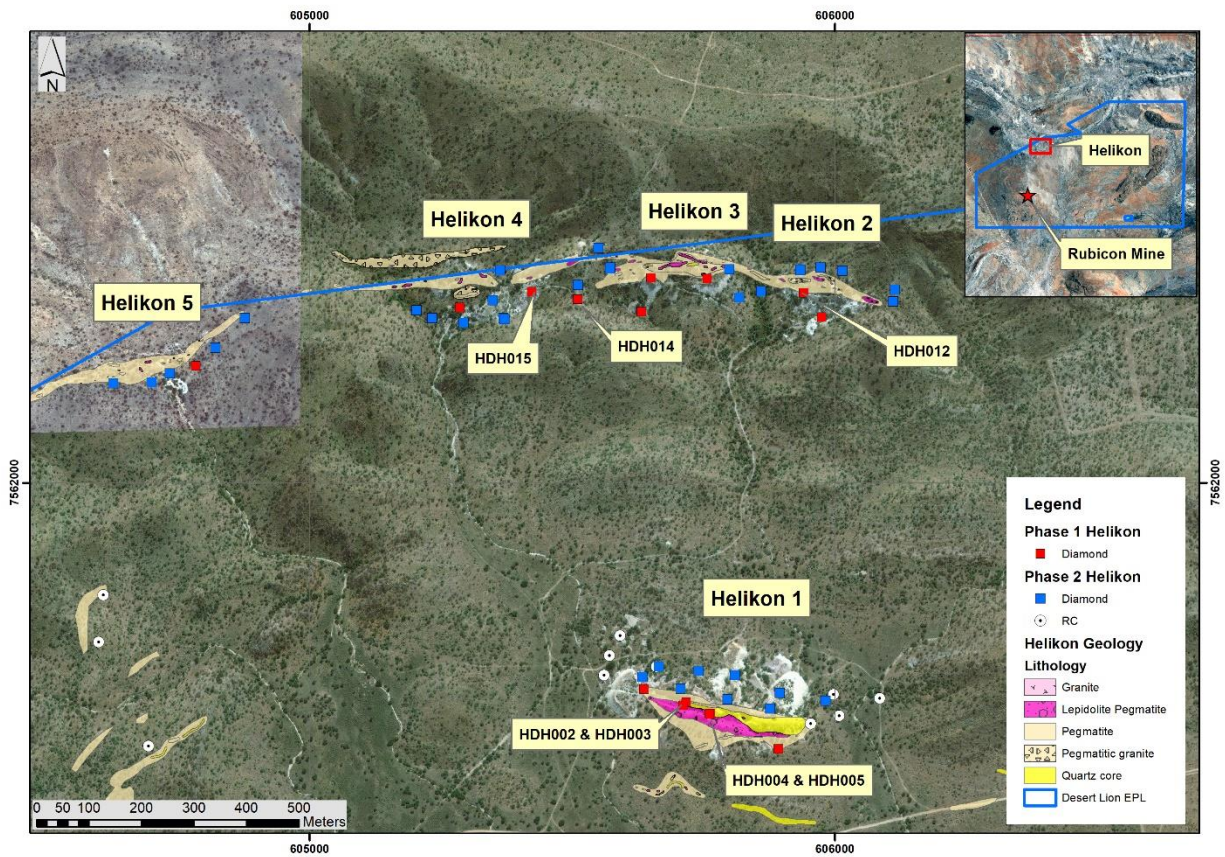 605000
606000
N
Helikon
Rubicon Mine
Helikon 4
Helikon 3
Helikon 2
Helikon 5
HDH015
HDH014
HDH012
7562000
7562000
Helikon 1
HDH002 & HDH003
HDH004 & HDH005
Legend
Phase 1 Helikon
Diamond
Phase 2 Helikon
Diamond
RC
Helikon Geology
Lithology
Granite
Lepidolite Pegmatite
Pegmatite
Pegmatitic granite
Quartz core
Desert Lion EPL
0 50 100 200 300 400 500
Meters
605000
606000